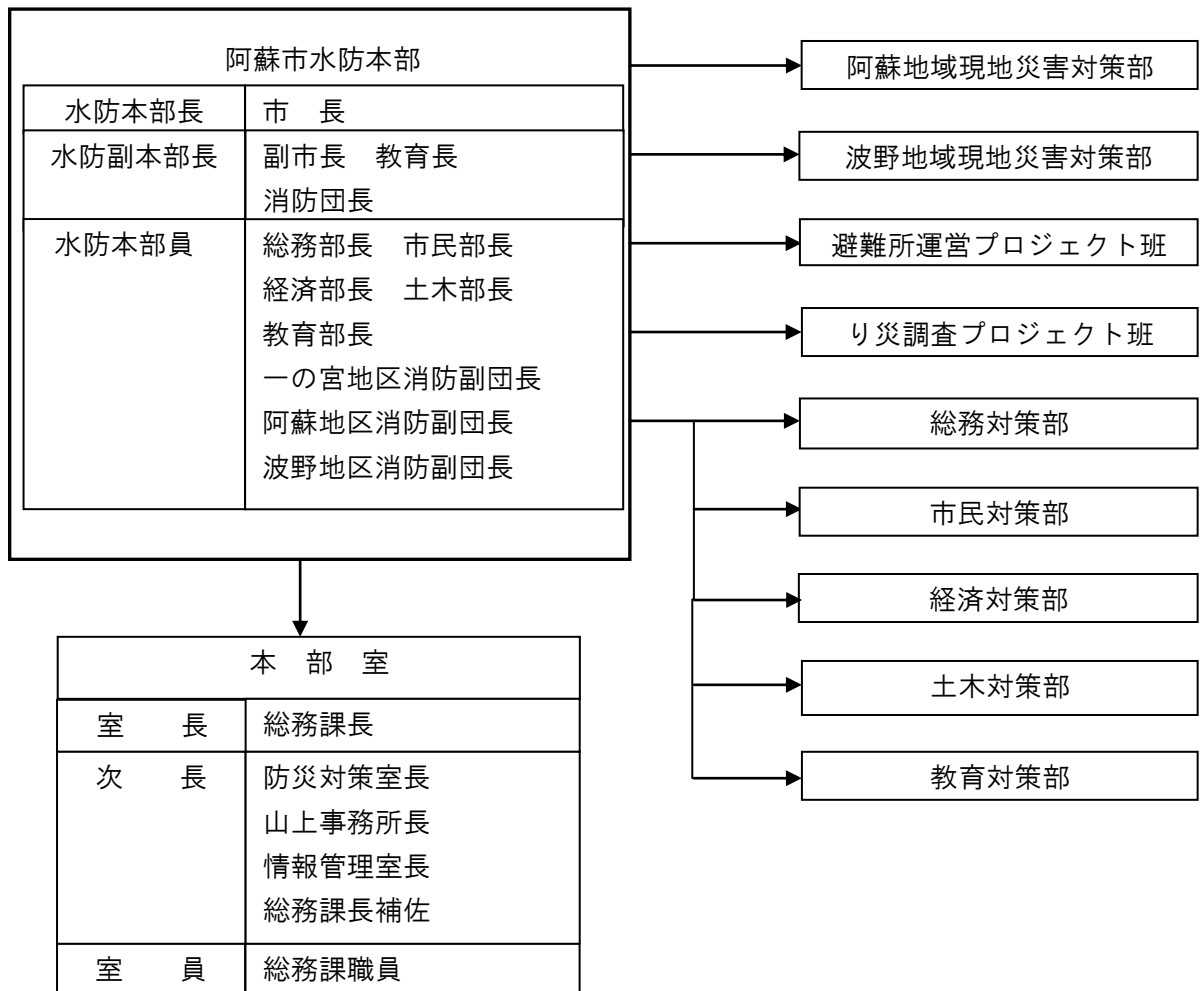 阿蘇市水防本部
水防本部長 市　長
水防副本部長 副市長　教育長
消防団長
水防本部員 総務部長　市民部長
経済部長　土木部長
教育部長
一の宮地区消防副団長
阿蘇地区消防副団長
波野地区消防副団長
阿蘇地域現地災害対策部
波野地域現地災害対策部
避難所運営プロジェクト班
り災調査プロジェクト班
総務対策部
市民対策部
経済対策部
土木対策部
教育対策部
本　部　室
室　　長 総務課長
次　　長 防災対策室長
山上事務所長
情報管理室長
総務課長補佐
室　　員 総務課職員